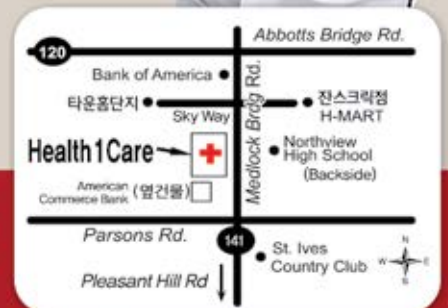 Abbotts Bridge Rd.
120
Bank of America
타운홈단지
Sky Way
Medlock Brdg Rd.
잔스크릭점
H-MART
Health1Care
Northview
High School
(Backside)
American
Commerce Bank
(옆건물)
Parsons Rd.
141
St. Ives
Country Club
Pleasant Hill Rd
N
W
E
S